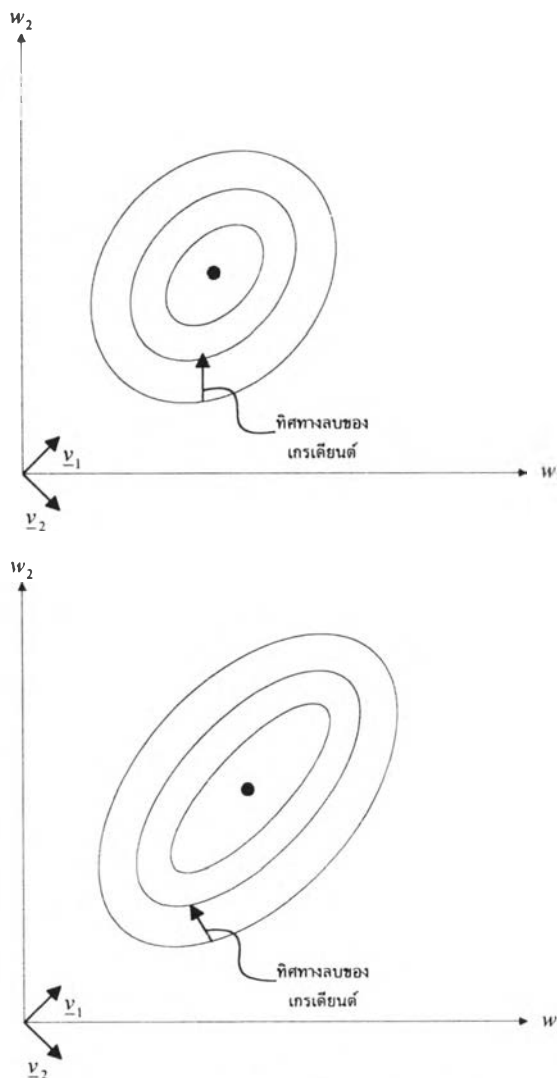 w₂
ทิศทางลบของ
เกรเดียนต์
v₁
w
v₂
w₂
ทิศทางลบของ
เกรเดียนต์
v₁
w
v₂